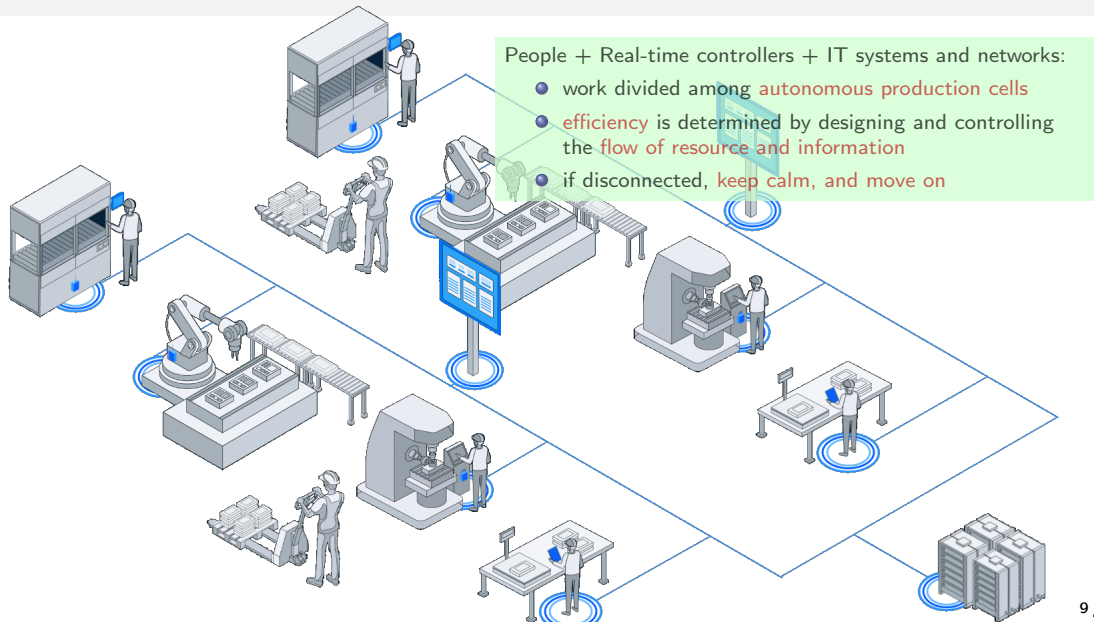 People + Real-time controllers + IT systems and networks:
work divided among autonomous production cells
efficiency is determined by designing and controlling
the flow of resource and information
if disconnected, keep calm, and move on
9